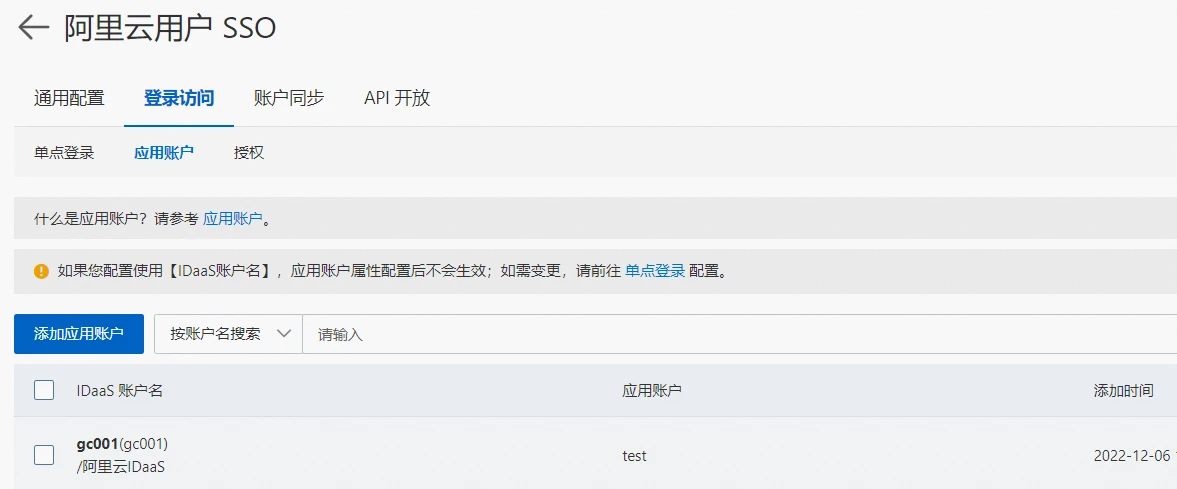 阿里云用户 SSO
通用配置 登录访问 账户同步 API 开放
单点登录 应用账户 授权
什么是应用账户？请参考 应用账户。
如果您配置使用【IDaaS账户名】，应用账户属性配置后不会生效；如需变更，请前往 单点登录 配置。
添加应用账户 按账户名搜索 请输入
IDaaS 账户名 应用账户 添加时间
gc001(gc001)
/阿里云IDaaS test 2022-12-06